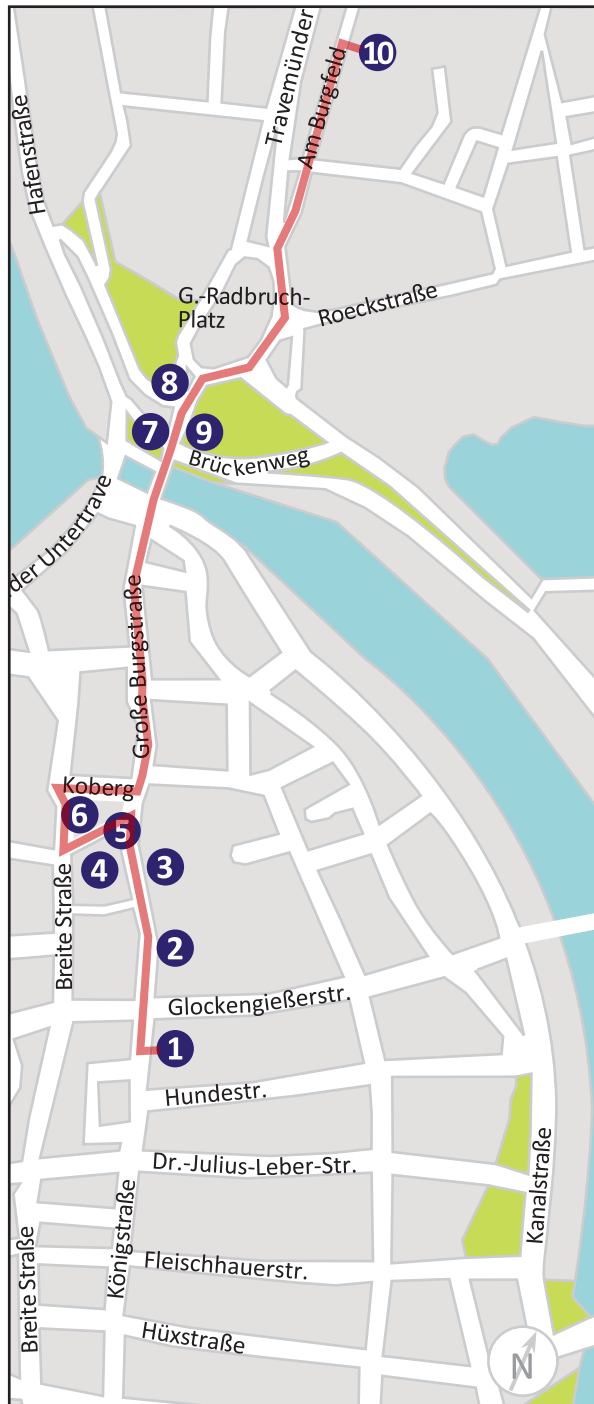 10
Travemünder
Am Burgfeld
Hafenstraße
G.-Radbruch-
Platz
Roeckstraße
8
7
9
Brückenweg
der Untertrave
Große Burgstraße
Koberg
6
5
4
3
Breite Straße
2
Glockengießerstr.
1
Hundestr.
Dr.-Julius-Leber-Str.
Kanalstraße
Königstraße
Breite Straße
Fleischhauerstr.
Hüxstraße
N